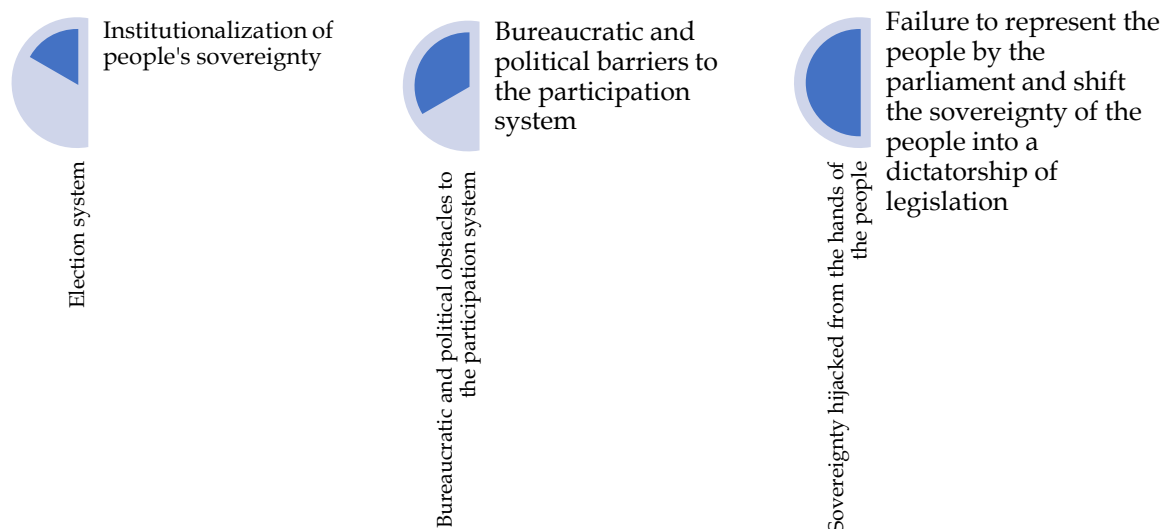 Institutionalization of
people's sovereignty
Election system
Bureaucratic and
political barriers to
the participation
system
Bureaucratic and political obstacles to
the participation system
Failure to represent the
people by the
parliament and shift
the sovereignty of the
people into a
dictatorship of
legislation
Sovereignty hijacked from the hands of
the people